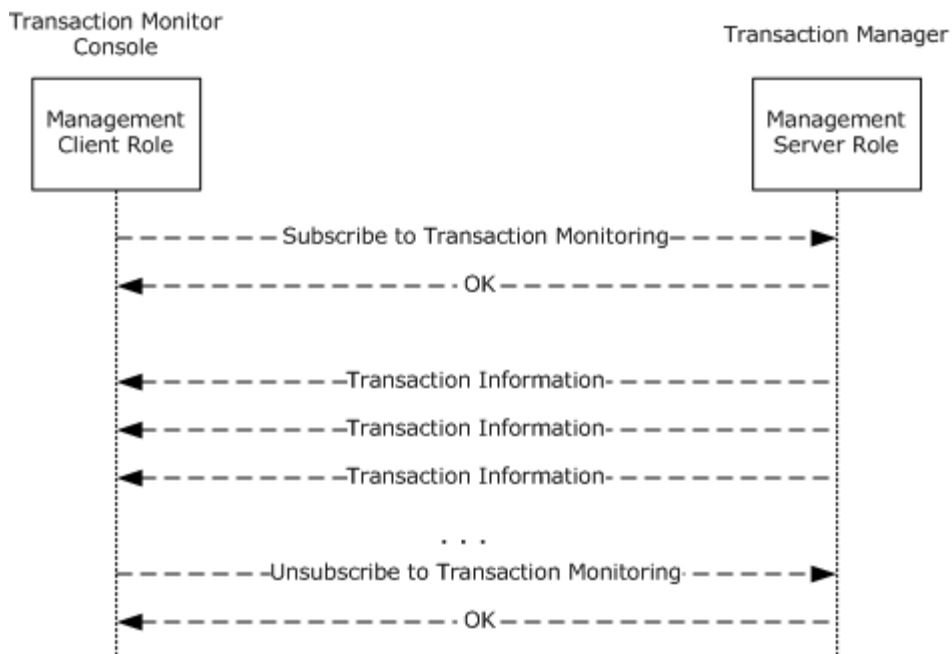 Transaction Monitor
Console
Transaction Manager
Management
Client Role
Management
Server Role
Subscribe to Transaction Monitoring
OK
Transaction Information
Transaction Information
Transaction Information
. . .
Unsubscribe to Transaction Monitoring
OK